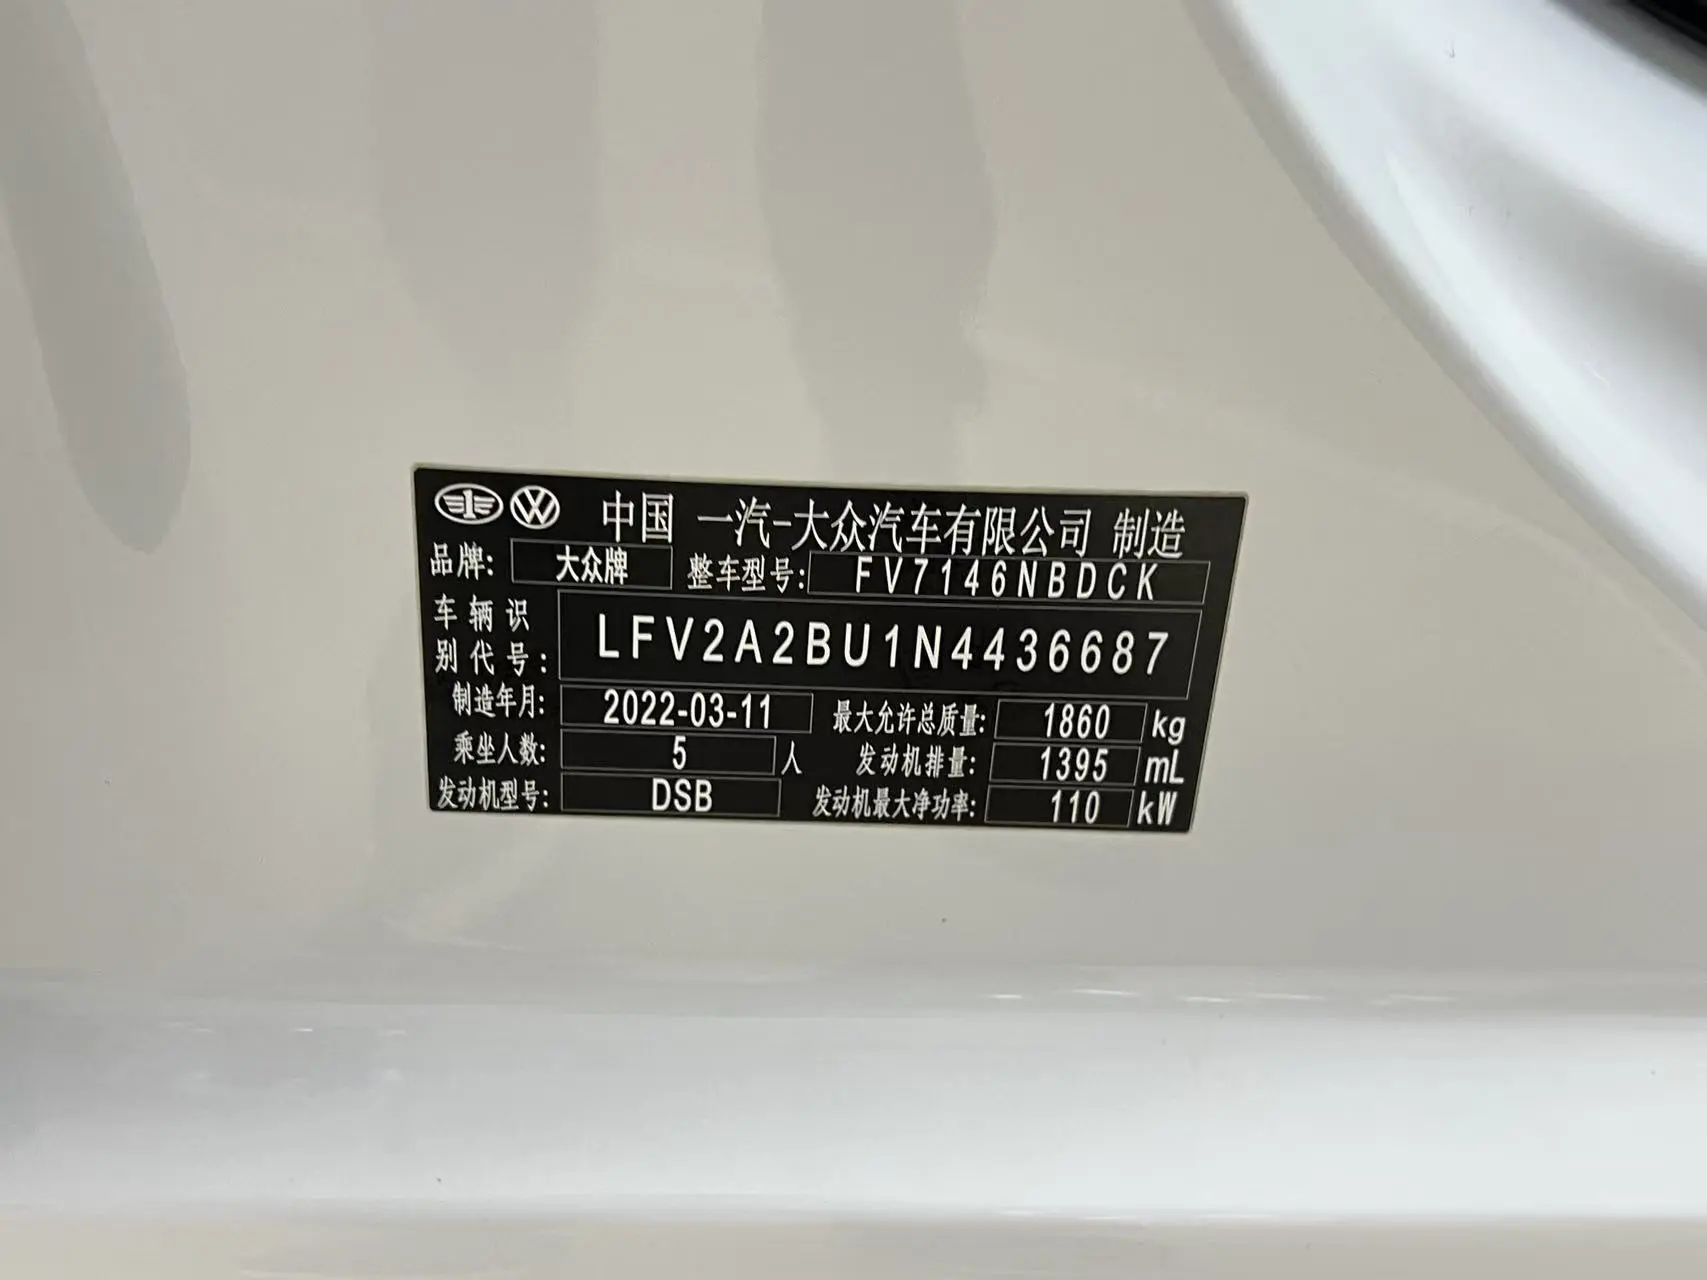 中国 一汽-大众汽车有限公司 制造
品牌: 大众牌 整车型号: FV7146NBDCK
车辆识别代号: LFV2A2BU1N4436687
制造年月: 2022-03-11 最大允许总质量: 1860 kg
乘坐人数: 5 人 发动机排量: 1395 mL
发动机型号: DSB 发动机最大净功率: 110 kW